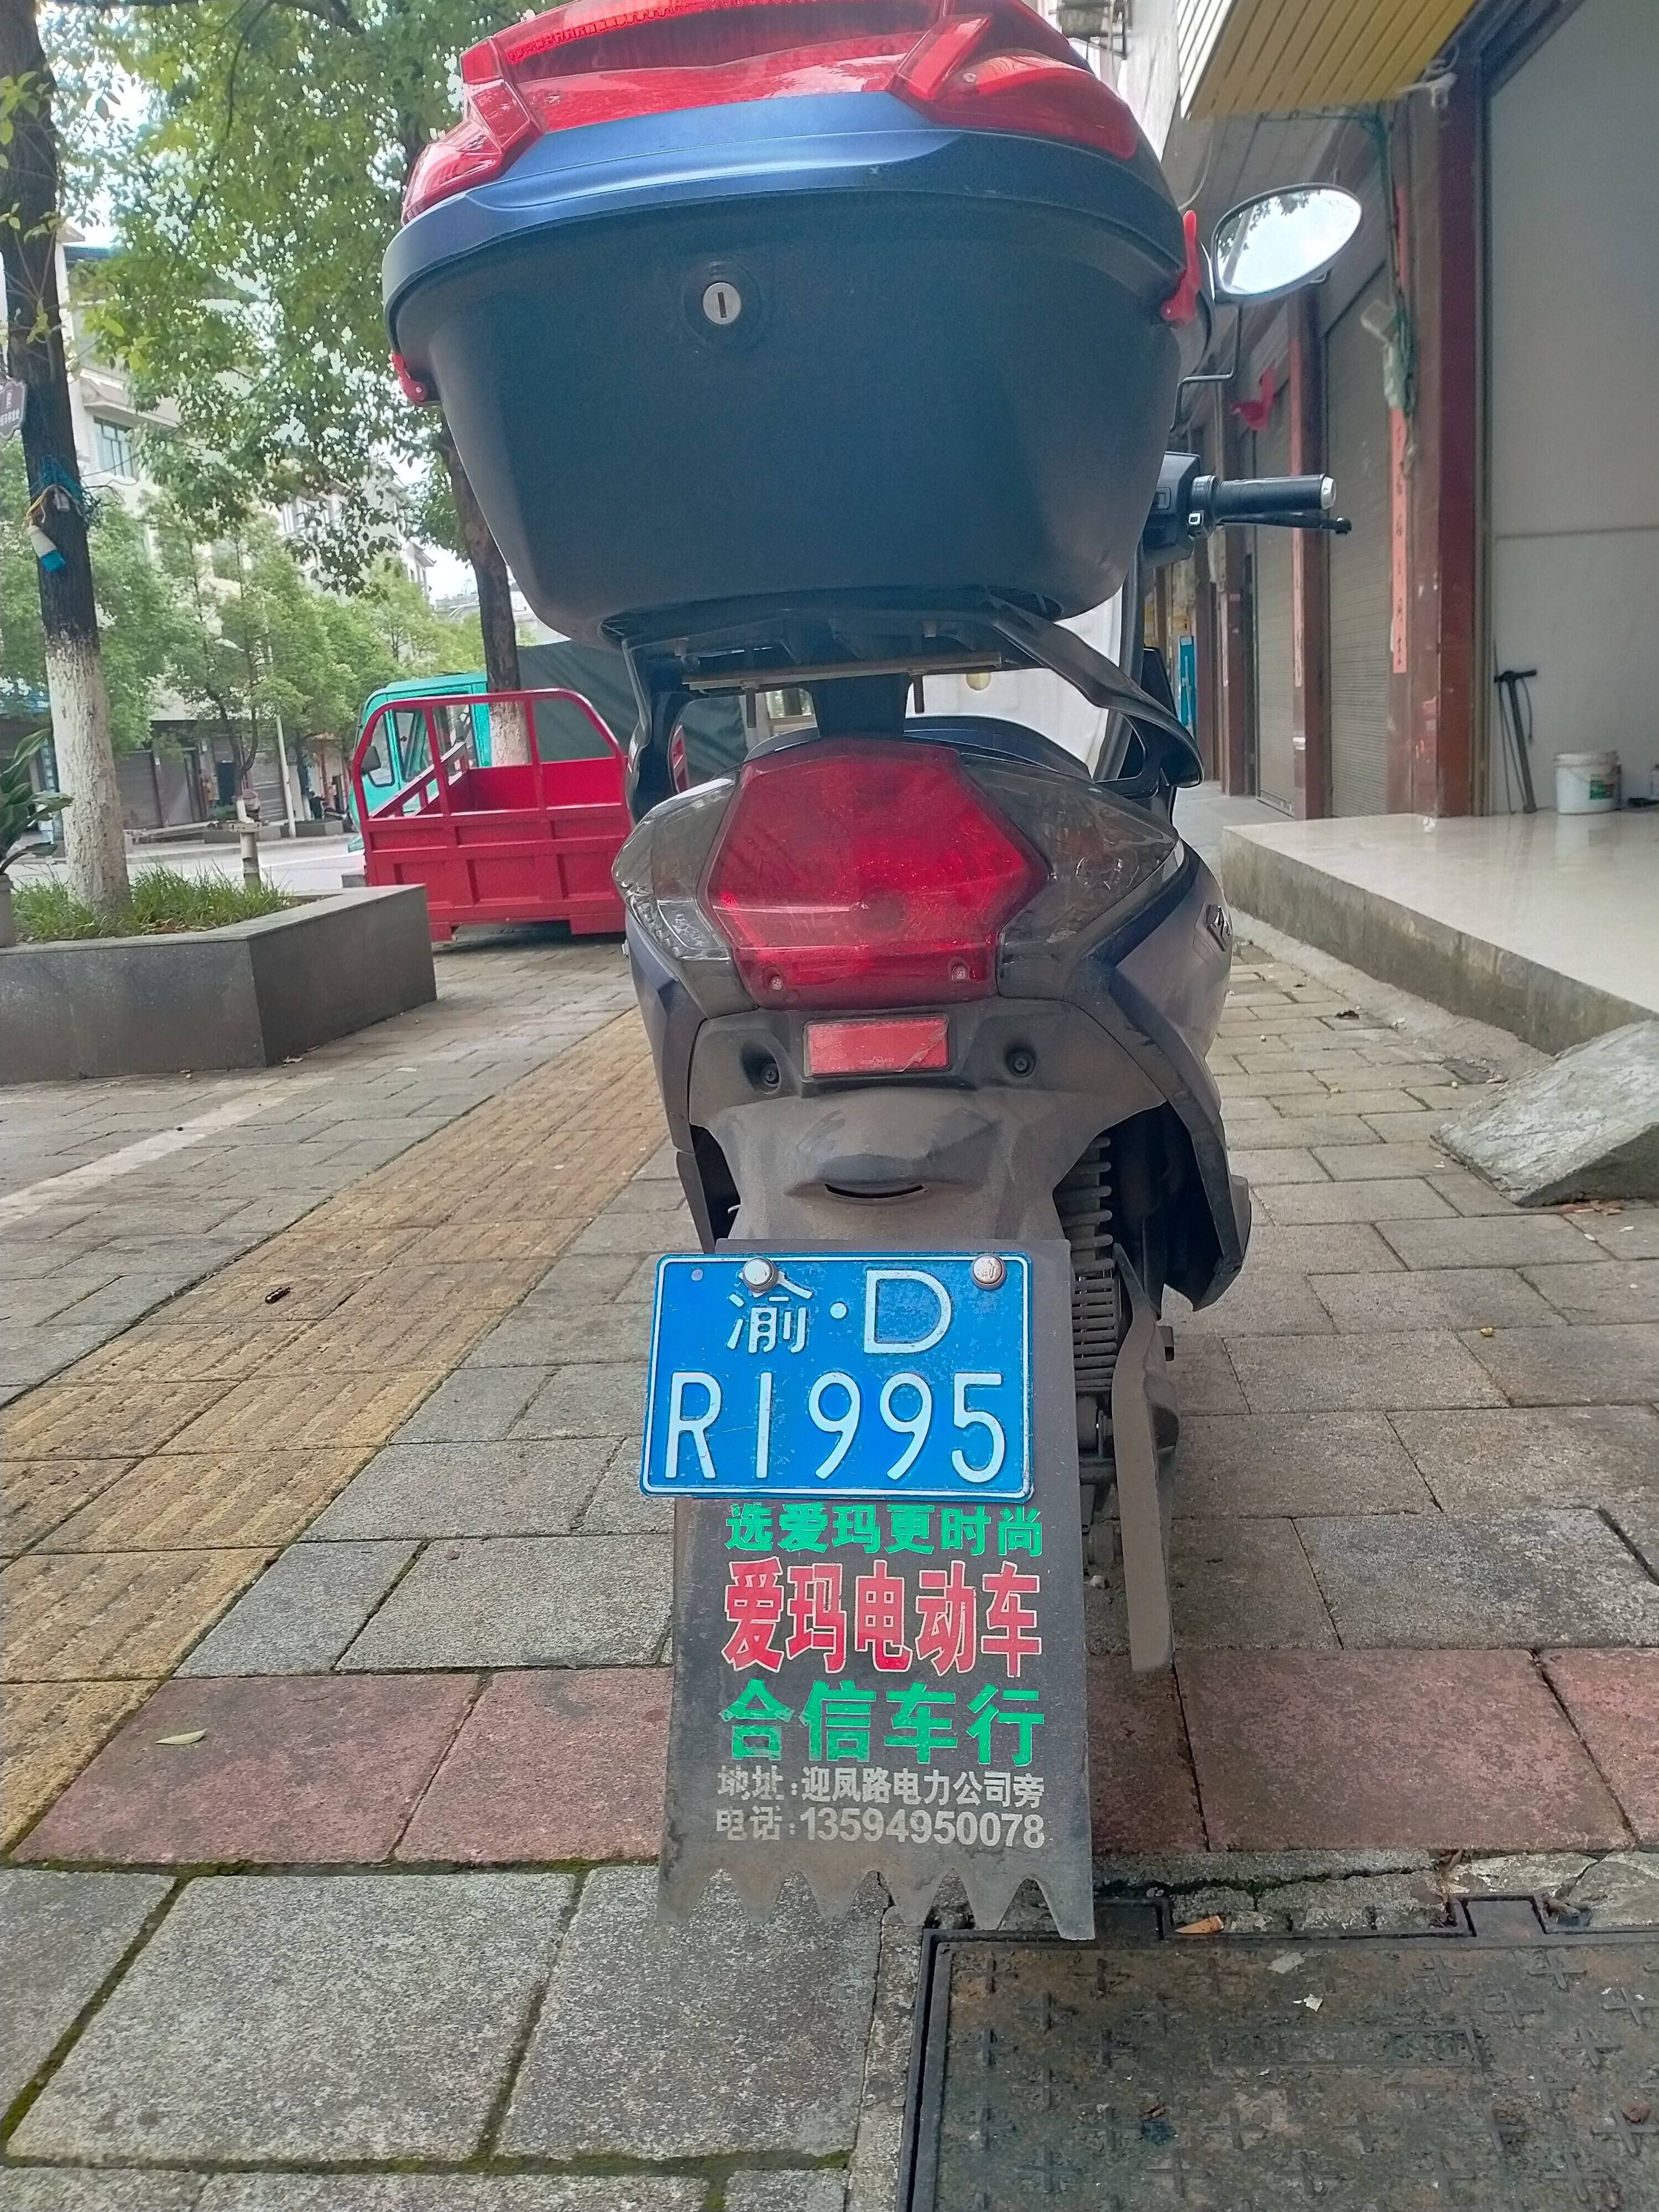 渝·D
R1995
选爱玛更时尚
爱玛电动车
合信车行
地址:迎凤路电力公司旁
电话:13594950078